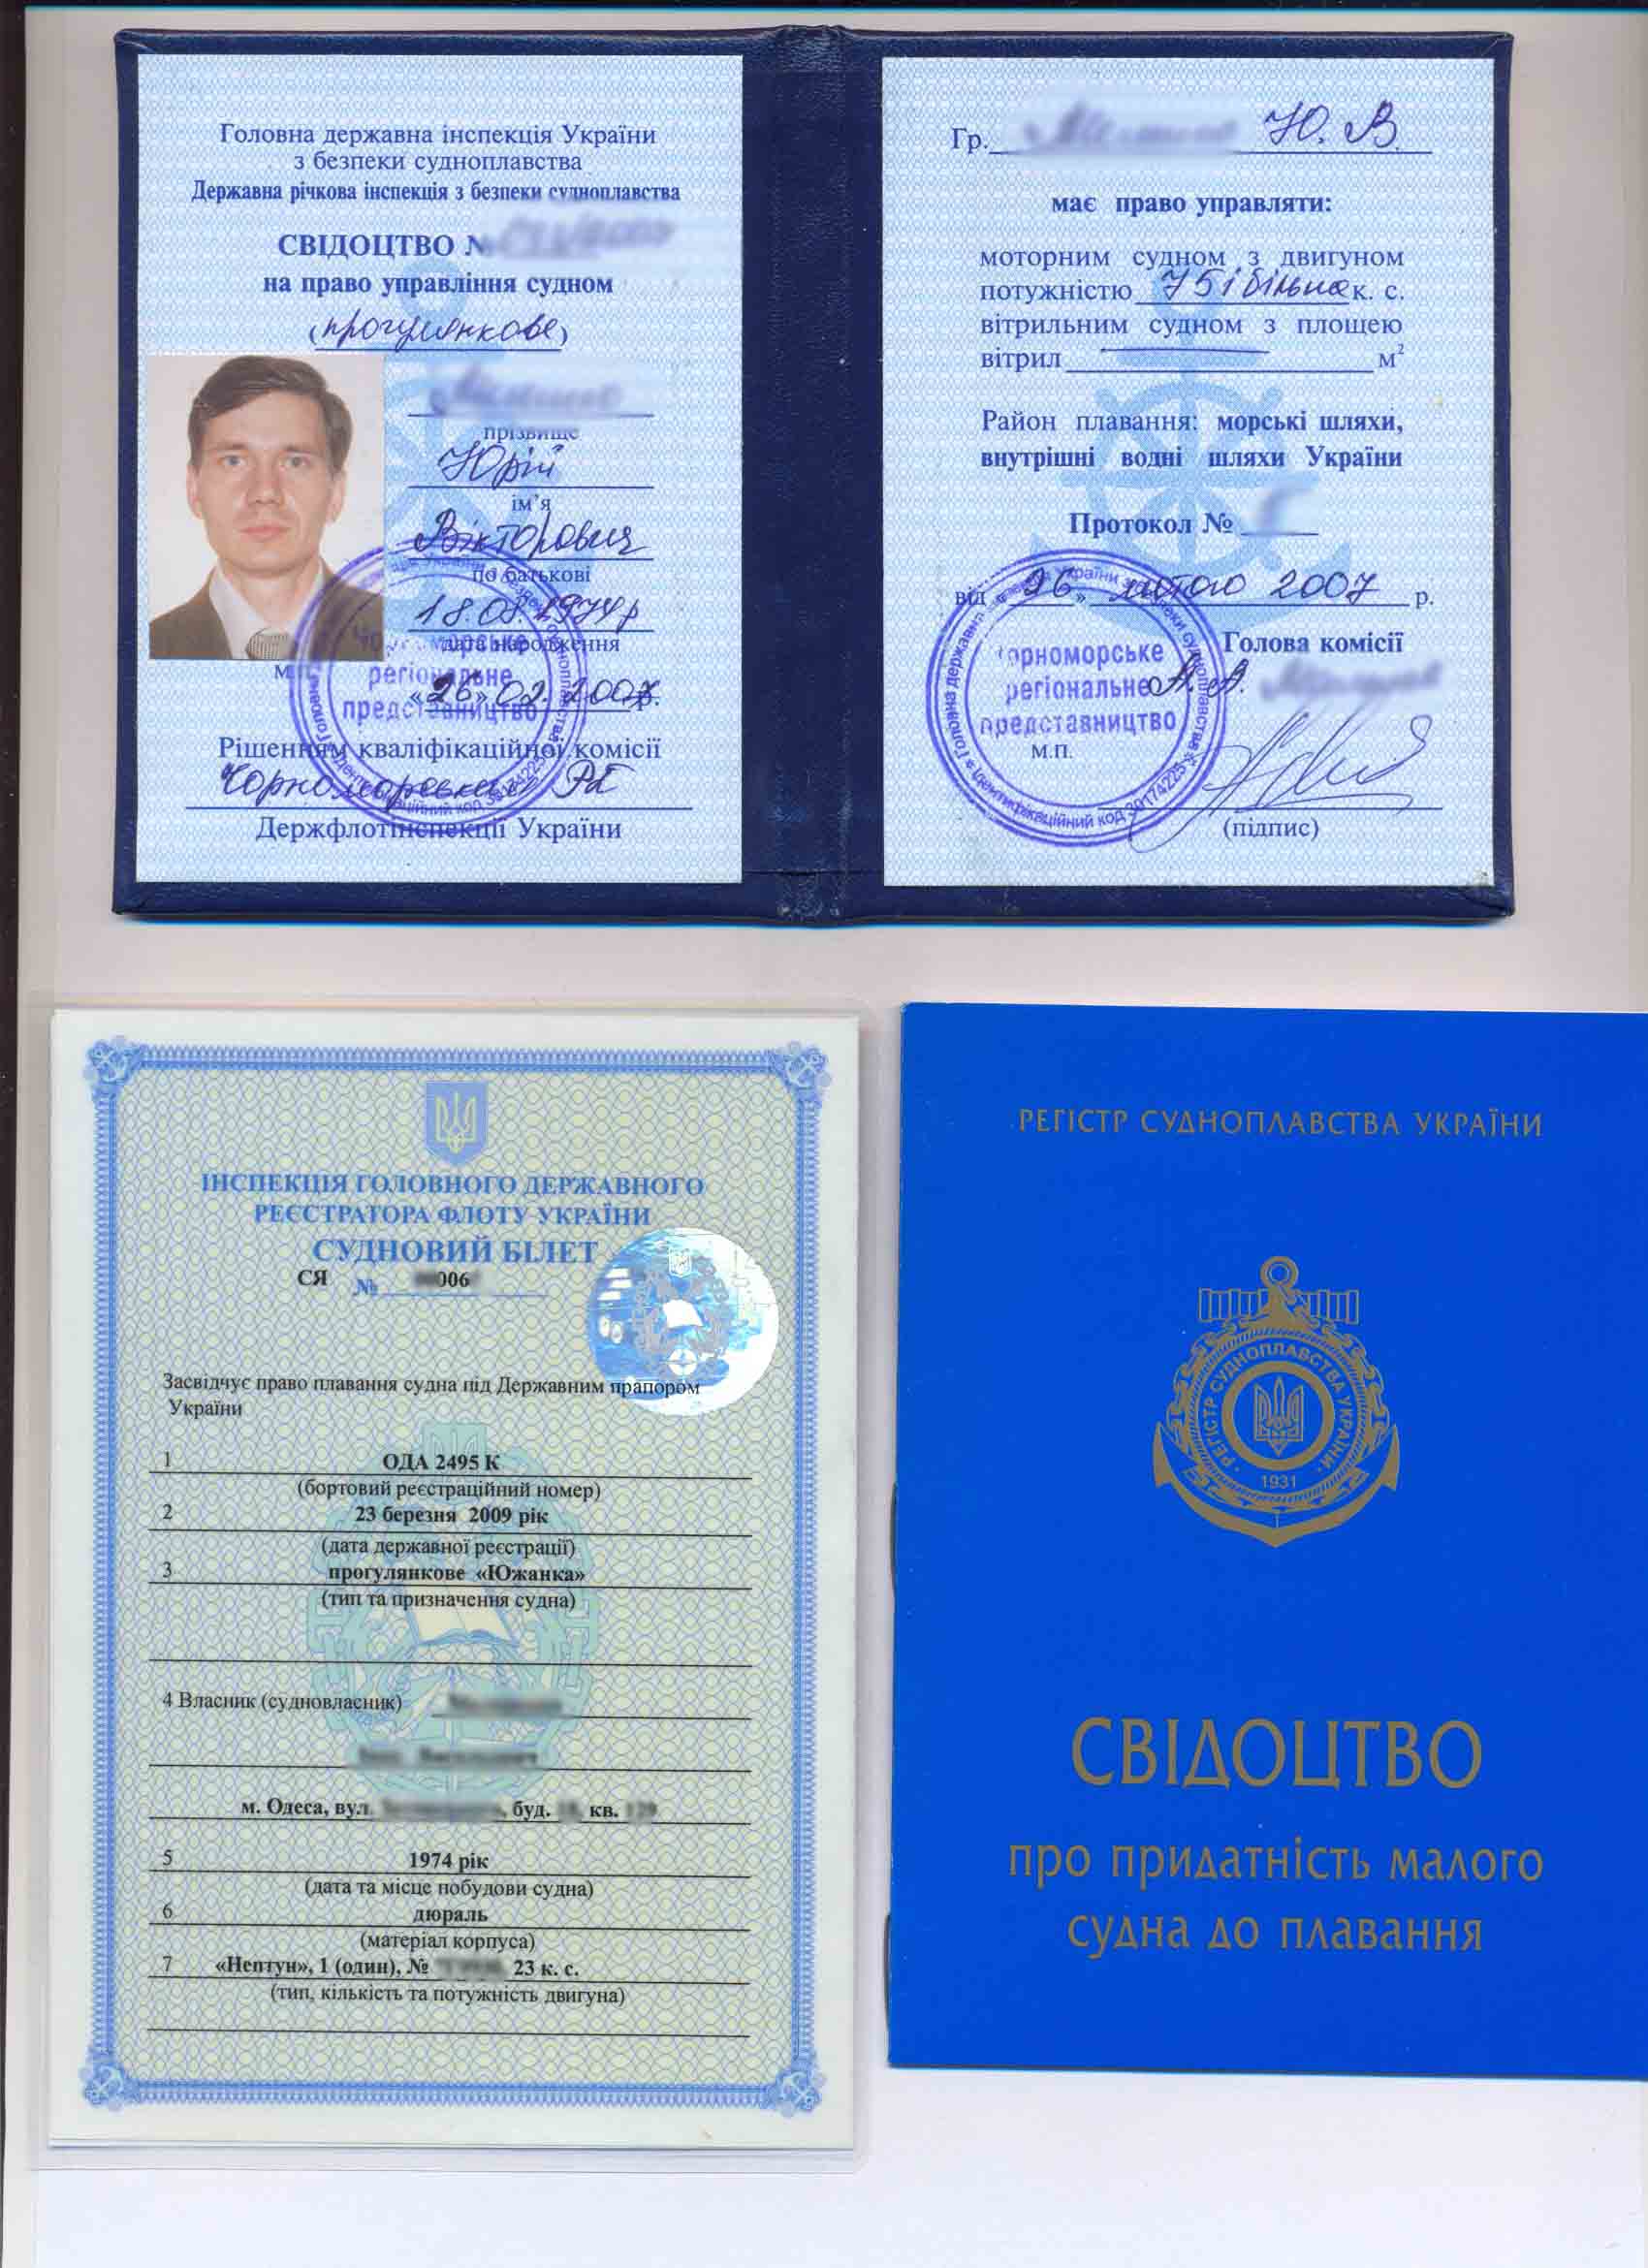 Головна державна інспекція України
з безпеки судноплавства
Державна річкова інспекція з безпеки судноплавства
СВІДОЦТВО
на право управління судном
(прогулянкове)
прізвище
Юрій
ім'я
Вікторович
по батькові
18.08.1974р
дата народження
М.П.
«26» 02. 2007р.
Рішенням кваліфікаційної комісії
Чорноморського РП
Держфлотінспекції України
Чорноморське
регіональне
представництво
Гр. Ю. В.
має право управляти:
моторним судном з двигуном
потужністю 75 і більше к. с.
вітрильним судном з площею
вітрил м²
Район плавання: морські шляхи,
внутрішні водні шляхи України
Протокол №
від «26» лютого 2007 р.
Голова комісії
А. А.
Чорноморське
регіональне
представництво
М.П.
(підпис)
ІНСПЕКЦІЯ ГОЛОВНОГО ДЕРЖАВНОГО
РЕЄСТРАТОРА ФЛОТУ УКРАЇНИ
СУДНОВИЙ БІЛЕТ
СЯ № 006
Засвідчує право плавання судна під Державним прапором
України
1 ОДА 2495 К
(бортовий реєстраційний номер)
2 23 березня 2009 рік
(дата державної реєстрації)
3 прогулянкове «Южанка»
(тип та призначення судна)
4 Власник (судновласник)
м. Одеса, вул. , буд. , кв.
5 1974 рік
(дата та місце побудови судна)
6 дюраль
(матеріал корпуса)
7 «Нептун», 1 (один), № 23 к. с.
(тип, кількість та потужність двигуна)
РЕГІСТР СУДНОПЛАВСТВА УКРАЇНИ
РЕГІСТР СУДНОПЛАВСТВА УКРАЇНИ
1931
СВІДОЦТВО
про придатність малого
судна до плавання